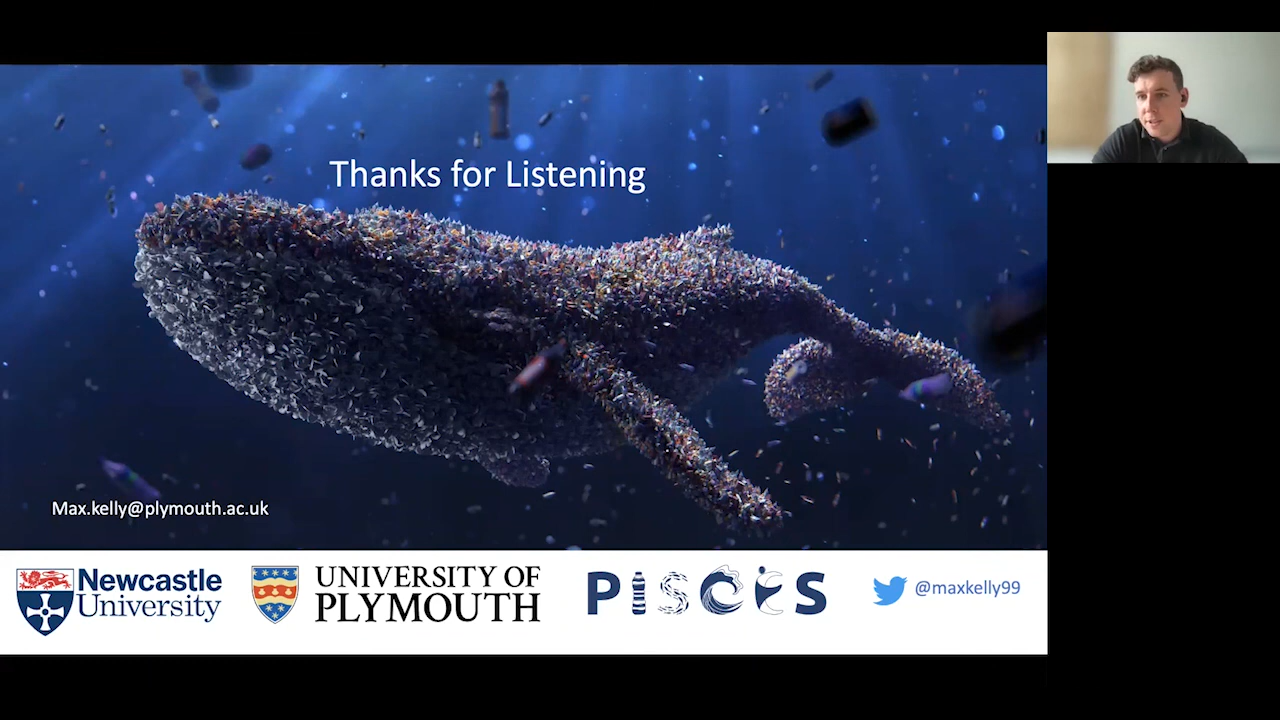 Thanks for Listening
Max.kelly@plymouth.ac.uk
Newcastle
University
UNIVERSITY OF
PLYMOUTH
PISCES
@maxkelly99